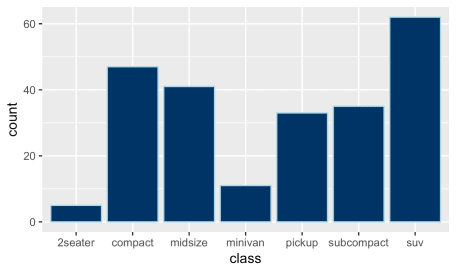 60
40
20
0
count
2seater compact midsize minivan pickup subcompact suv
class